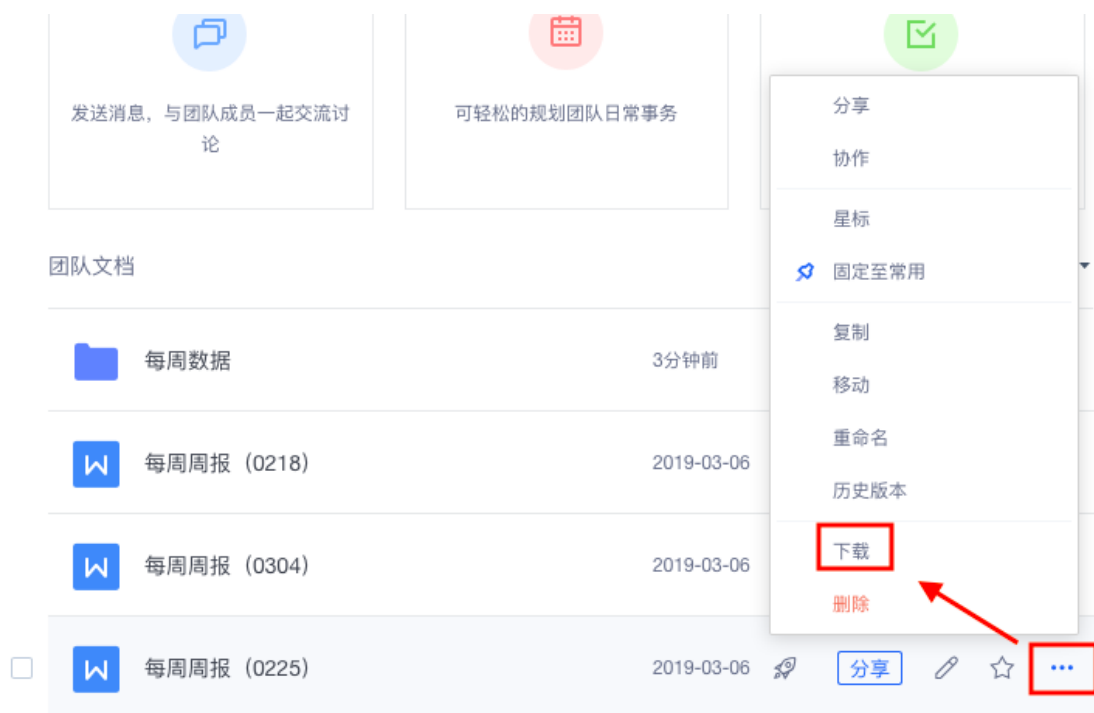 发送消息，与团队成员一起交流讨
论
可轻松的规划团队日常事务
团队文档
每周数据
3分钟前
每周周报（0218）
2019-03-06
每周周报（0304）
2019-03-06
每周周报（0225）
2019-03-06
分享
分享
协作
星标
固定至常用
复制
移动
重命名
历史版本
下载
删除